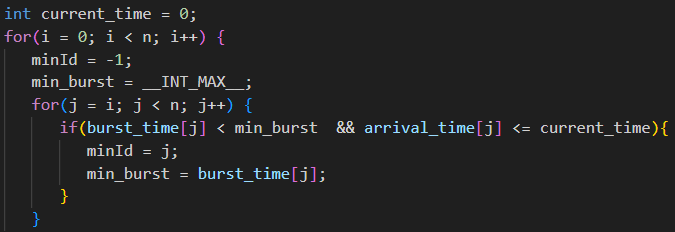 int current_time = 0;
for(i = 0; i < n; i++) {
minId = -1;
min_burst = __INT_MAX__;
for(j = i; j < n; j++) {
if(burst_time[j] < min_burst  && arrival_time[j] <= current_time){
minId = j;
min_burst = burst_time[j];
}
}